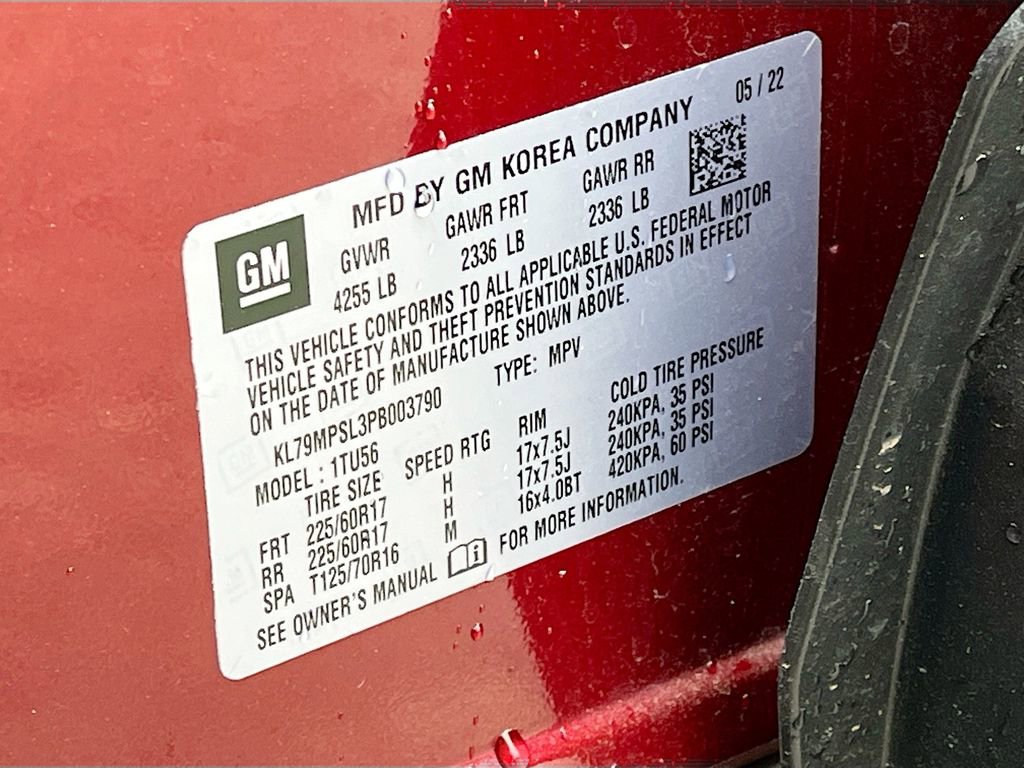 05 / 22
MFD BY GM KOREA COMPANY
GM
GVWR GAWR FRT GAWR RR
4255 LB 2336 LB 2336 LB
THIS VEHICLE CONFORMS TO ALL APPLICABLE U.S. FEDERAL MOTOR
VEHICLE SAFETY AND THEFT PREVENTION STANDARDS IN EFFECT
ON THE DATE OF MANUFACTURE SHOWN ABOVE.
KL79MPSL3PB003790 TYPE: MPV
MODEL : 1TU56
TIRE SIZE SPEED RTG RIM COLD TIRE PRESSURE
FRT 225/60R17 H 17x7.5J 240KPA, 35 PSI
RR 225/60R17 H 17x7.5J 240KPA, 35 PSI
SPA T125/70R16 M 16x4.0BT 420KPA, 60 PSI
SEE OWNER'S MANUAL FOR MORE INFORMATION.